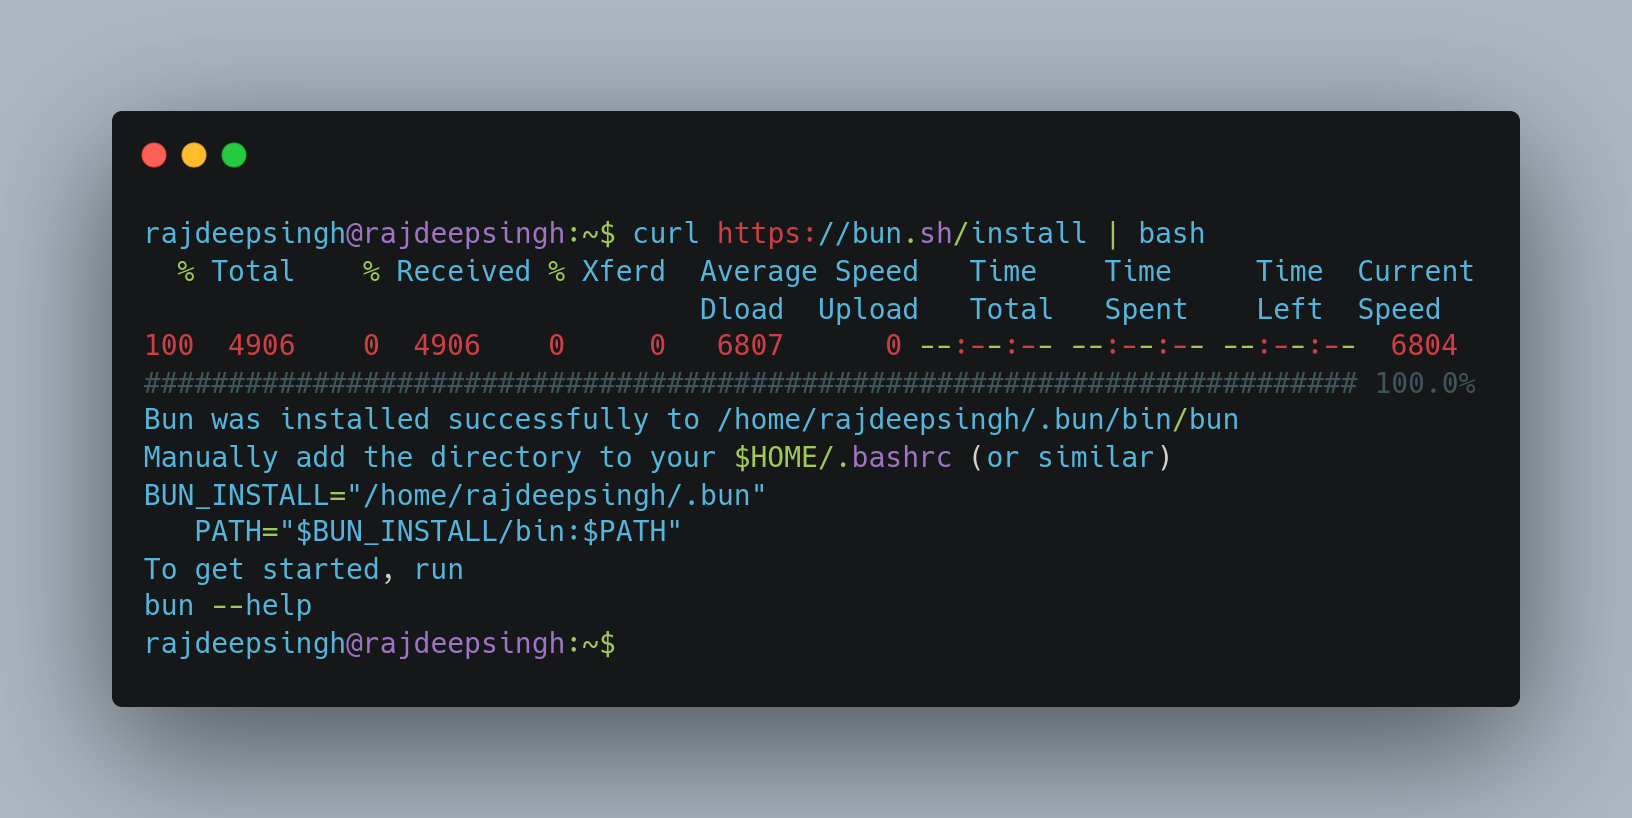 rajdeepsingh@rajdeepsingh:~$ curl https://bun.sh/install | bash
  % Total    % Received % Xferd  Average Speed   Time    Time     Time  Current
                                 Dload  Upload   Total   Spent    Left  Speed
100  4906    0  4906    0     0   6807      0 --:--:-- --:--:-- --:--:--  6804
######################################################################## 100.0%
Bun was installed successfully to /home/rajdeepsingh/.bun/bin/bun
Manually add the directory to your $HOME/.bashrc (or similar)
BUN_INSTALL="/home/rajdeepsingh/.bun"
   PATH="$BUN_INSTALL/bin:$PATH"
To get started, run
bun --help
rajdeepsingh@rajdeepsingh:~$